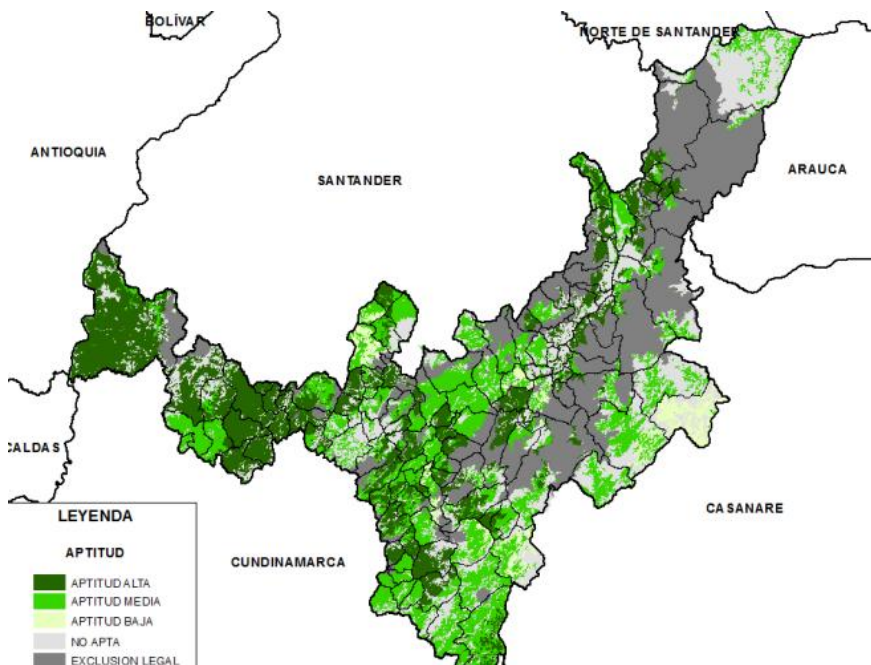 BOLÍVAR
NORTE DE SANTANDER
ANTIOQUIA
SANTANDER
ARAUCA
CALDAS
CASANARE
CUNDINAMARCA
LEYENDA
APTITUD
APTITUD ALTA
APTITUD MEDIA
APTITUD BAJA
NO APTA
EXCLUSION LEGAL